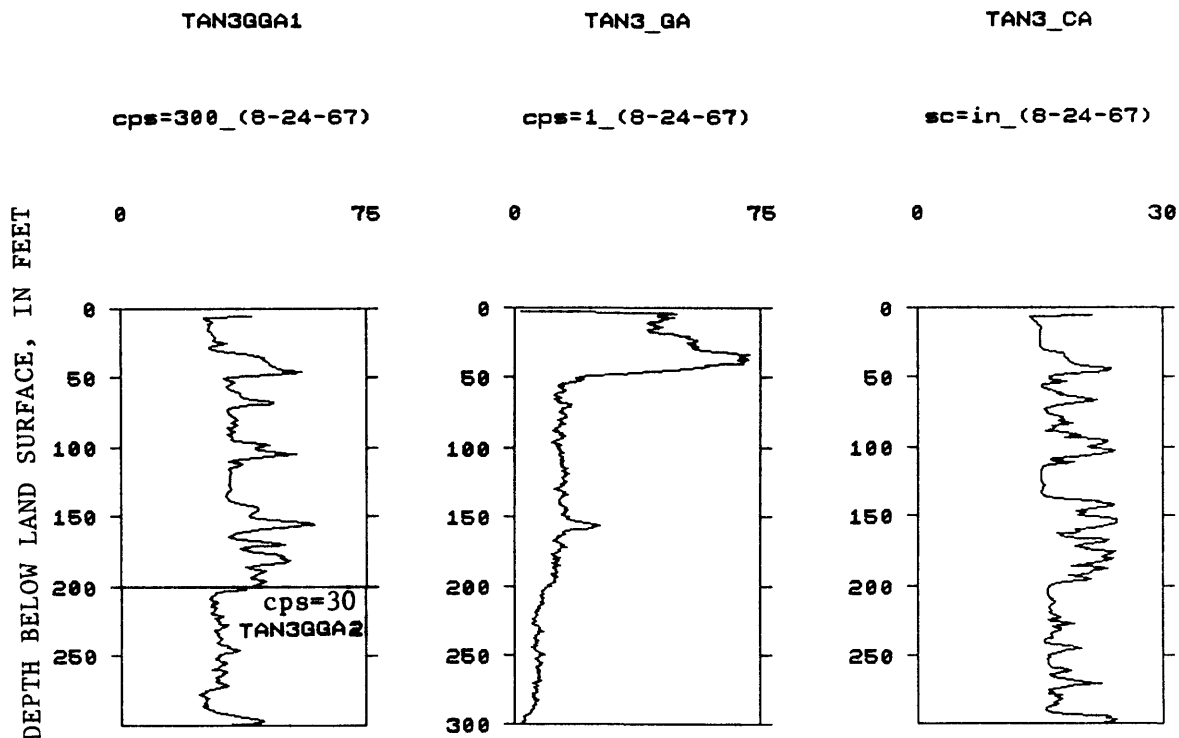 TAN3GGA1 TAN3_GA TAN3_CA
cps=300_(8-24-67) cps=1_(8-24-67) sc=in_(8-24-67)
0 75 0 75 0 30
DEPTH BELOW LAND SURFACE, IN FEET
0 0 0
50 50 50
100 100 100
150 150 150
200 200 200
cps=30
TAN3GGA2
250 250 250
300